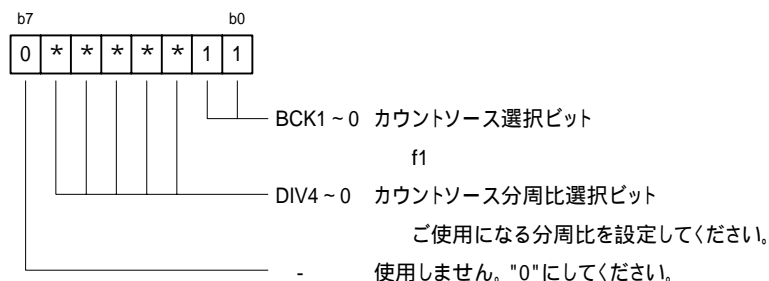 b7 b0
0 * * * * * 1 1
BCK1 ~ 0 カウントソース選択ビット
f1
DIV4 ~ 0 カウントソース分周比選択ビット
ご使用になる分周比を設定してください。
- 使用しません。"0"にしてください。